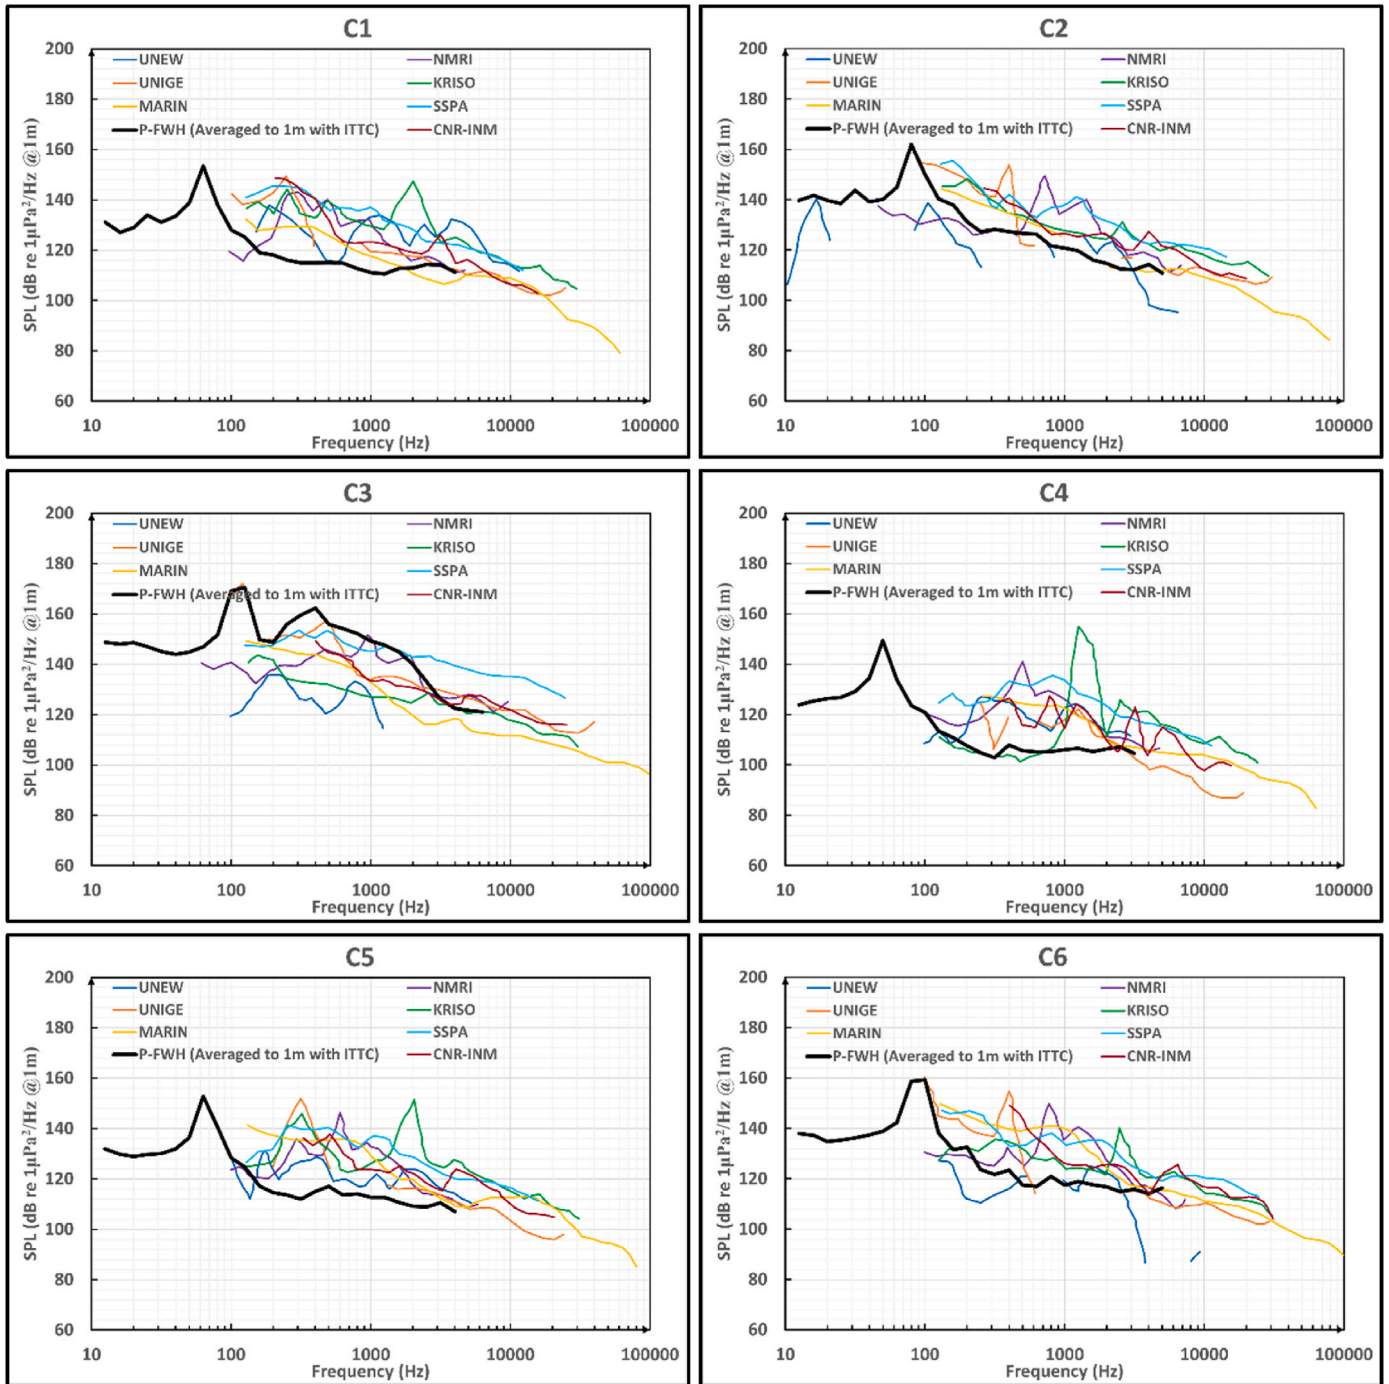 C1
200
180
160
140
120
100
80
60
SPL (dB re 1μPa²/Hz @1m)
UNEW NMRI
UNIGE KRISO
MARIN SSPA
P-FWH (Averaged to 1m with ITTC) CNR-INM
10 100 1000 10000 100000
Frequency (Hz)
C2
200
180
160
140
120
100
80
60
SPL (dB re 1μPa²/Hz @1m)
UNEW NMRI
UNIGE KRISO
MARIN SSPA
P-FWH (Averaged to 1m with ITTC) CNR-INM
10 100 1000 10000 100000
Frequency (Hz)
C3
200
180
160
140
120
100
80
60
SPL (dB re 1μPa²/Hz @1m)
UNEW NMRI
UNIGE KRISO
MARIN SSPA
P-FWH (Averaged to 1m with ITTC) CNR-INM
10 100 1000 10000 100000
Frequency (Hz)
C4
200
180
160
140
120
100
80
60
SPL (dB re 1μPa²/Hz @1m)
UNEW NMRI
UNIGE KRISO
MARIN SSPA
P-FWH (Averaged to 1m with ITTC) CNR-INM
10 100 1000 10000 100000
Frequency (Hz)
C5
200
180
160
140
120
100
80
60
SPL (dB re 1μPa²/Hz @1m)
UNEW NMRI
UNIGE KRISO
MARIN SSPA
P-FWH (Averaged to 1m with ITTC) CNR-INM
10 100 1000 10000 100000
Frequency (Hz)
C6
200
180
160
140
120
100
80
60
SPL (dB re 1μPa²/Hz @1m)
UNEW NMRI
UNIGE KRISO
MARIN SSPA
P-FWH (Averaged to 1m with ITTC) CNR-INM
10 100 1000 10000 100000
Frequency (Hz)